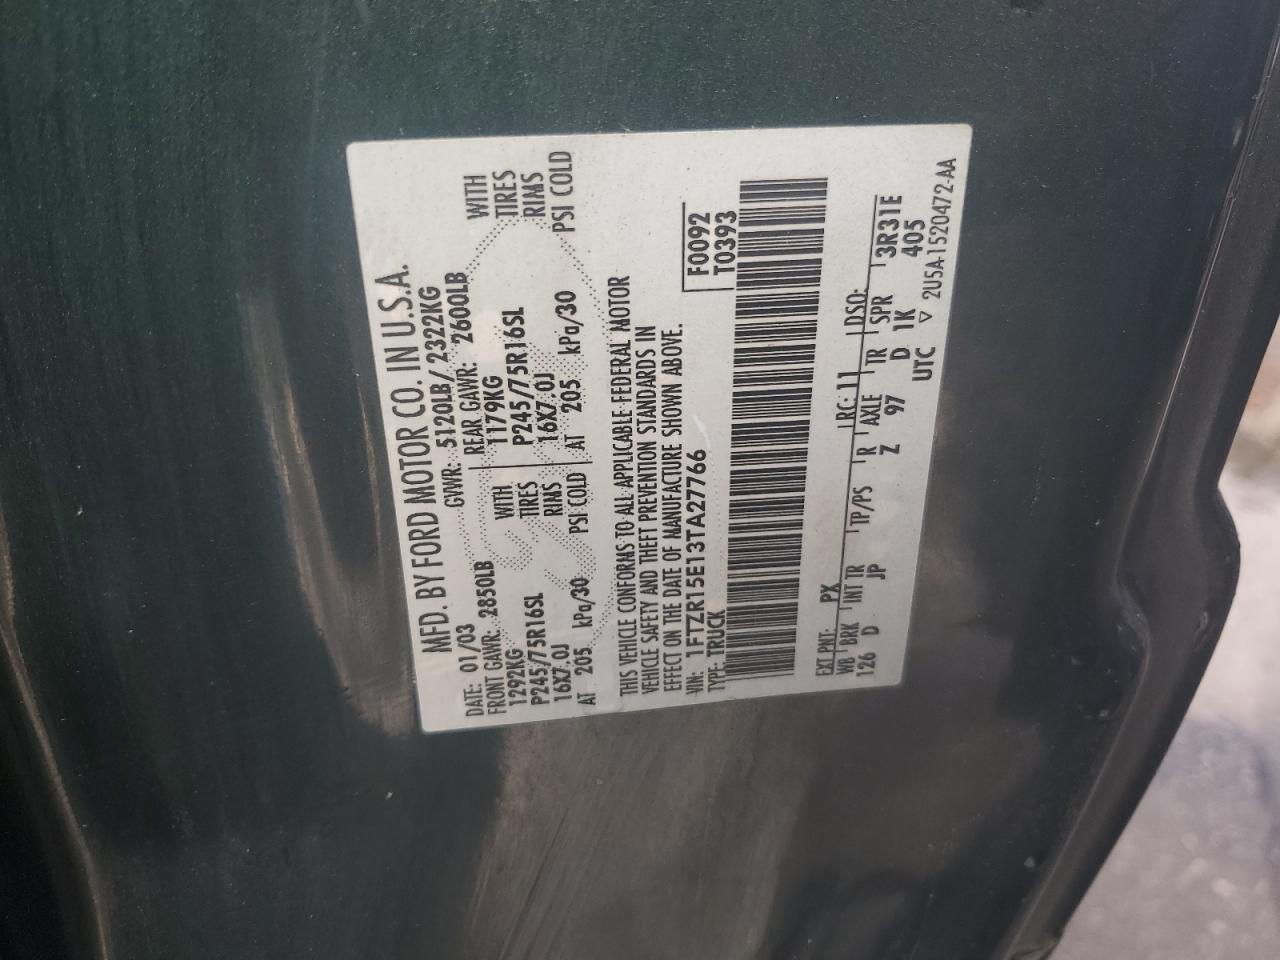 MFD. BY FORD MOTOR CO. IN U.S.A.
DATE: 01/03 GVWR: 5120LB/ 2322KG
FRONT GAWR: 2850LB REAR GAWR: 2600LB
1292KG WITH 1179KG WITH
P245/75R16SL TIRES P245/75R16SL TIRES
16X7.0J RIMS 16X7.0J RIMS
AT 205 kPa/30 PSI COLD AT 205 kPa/30 PSI COLD
THIS VEHICLE CONFORMS TO ALL APPLICABLE FEDERAL MOTOR
VEHICLE SAFETY AND THEFT PREVENTION STANDARDS IN
EFFECT ON THE DATE OF MANUFACTURE SHOWN ABOVE.
VIN: 1FTZR15E13TA27766 F0092
TYPE: TRUCK T0393
EXT PNT: PX RC: 11 DSO:
WB BRK INT TR TP/PS R AXLE TR SPR 3R31E
126 D JP Z 97 D 1K 405
UTC ▽ 2U5A-1520472-AA